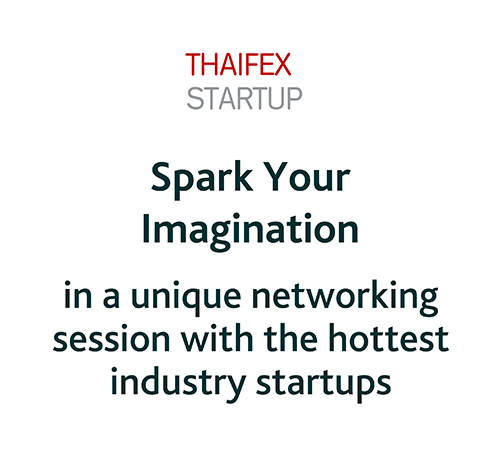 THAIFEX
STARTUP
Spark Your
Imagination
in a unique networking
session with the hottest
industry startups